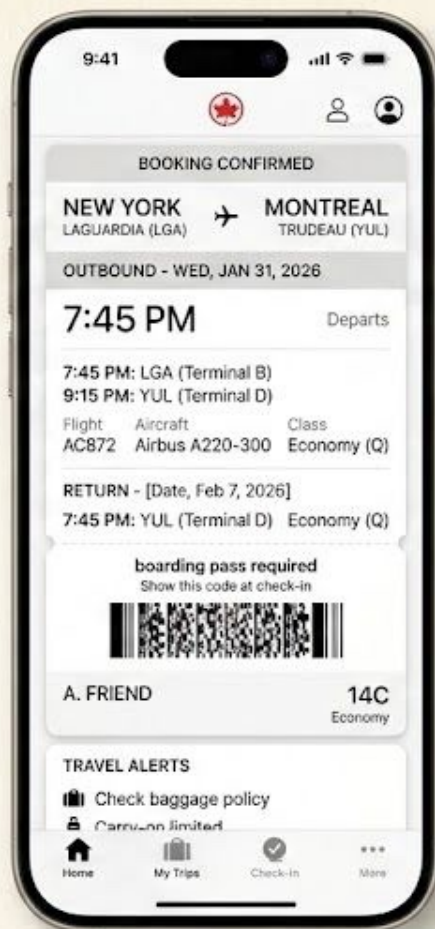 9:41
BOOKING CONFIRMED
NEW YORK MONTREAL
LAGUARDIA (LGA) TRUDEAU (YUL)
OUTBOUND - WED, JAN 31, 2026
7:45 PM Departs
7:45 PM: LGA (Terminal B)
9:15 PM: YUL (Terminal D)
Flight Aircraft Class
AC872 Airbus A220-300 Economy (Q)
RETURN - [Date, Feb 7, 2026]
7:45 PM: YUL (Terminal D) Economy (Q)
boarding pass required
Show this code at check-in
A. FRIEND 14C
Economy
TRAVEL ALERTS
Check baggage policy
Carry-on limited
Home My Trips Check-in More